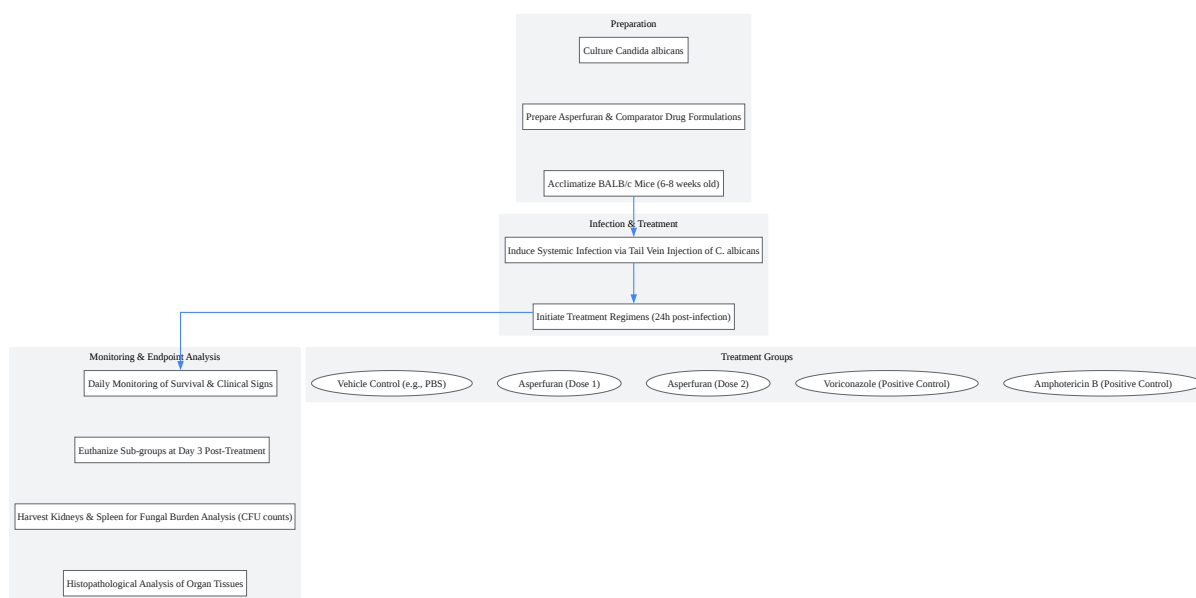 Preparation
Culture Candida albicans
Prepare Asperfuran & Comparator Drug Formulations
Acclimatize BALB/c Mice (6-8 weeks old)
Infection & Treatment
Induce Systemic Infection via Tail Vein Injection of C. albicans
Initiate Treatment Regimens (24h post-infection)
Monitoring & Endpoint Analysis
Daily Monitoring of Survival & Clinical Signs
Euthanize Sub-groups at Day 3 Post-Treatment
Harvest Kidneys & Spleen for Fungal Burden Analysis (CFU counts)
Histopathological Analysis of Organ Tissues
Treatment Groups
Vehicle Control (e.g., PBS)
Asperfuran (Dose 1)
Asperfuran (Dose 2)
Voriconazole (Positive Control)
Amphotericin B (Positive Control)